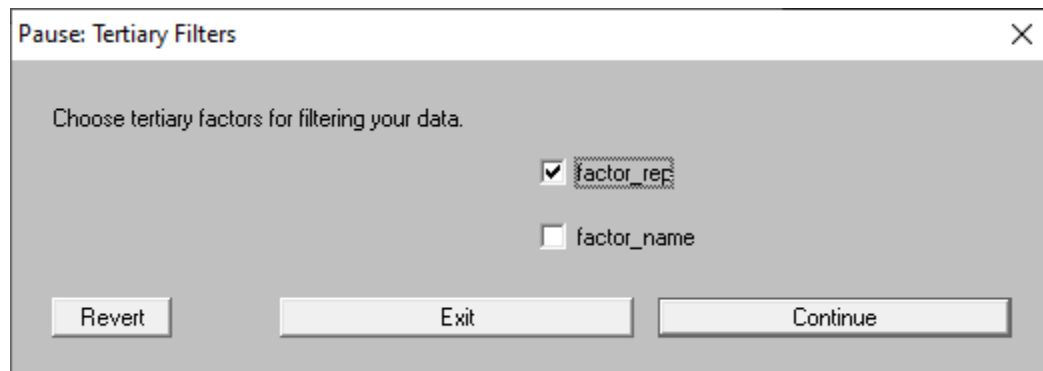 Pause: Tertiary Filters
Choose tertiary factors for filtering your data.
factor_rep
factor_name
Revert Exit Continue